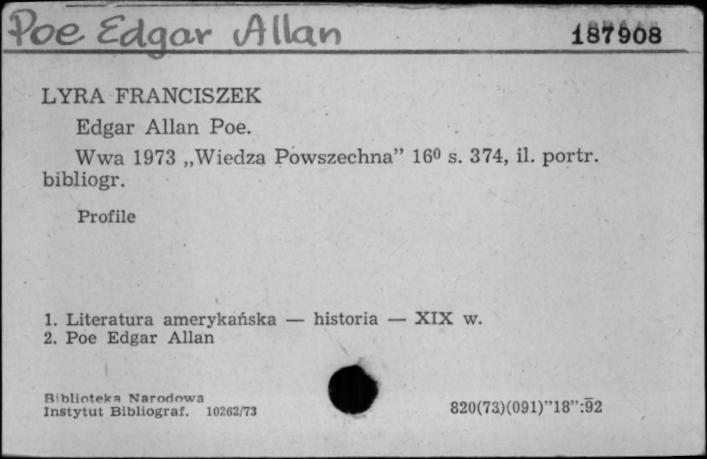 Poe Edgar Allan
187908
LYRA FRANCISZEK
Edgar Allan Poe.
Wwa 1973 „Wiedza Powszechna” 16⁰ s. 374, il. portr.
bibliogr.
Profile
1. Literatura amerykańska — historia — XIX w.
2. Poe Edgar Allan
Biblioteka Narodowa
Instytut Bibliograf. 10262/73
820(73)(091)”18”:92